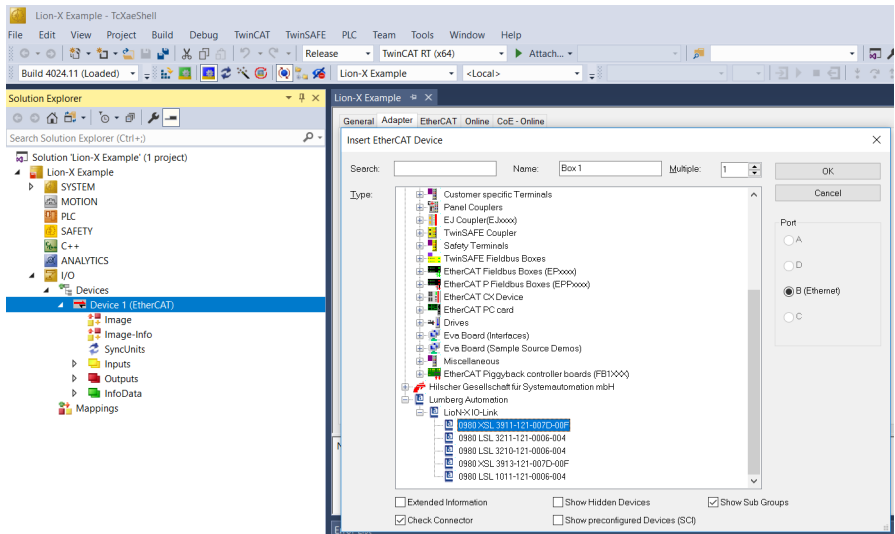 Lion-X Example - TcXaeShell
File Edit View Project Build Debug TwinCAT TwinSAFE PLC Team Tools Window Help
Release TwinCAT RT (x64) Attach...
Build 4024.11 (Loaded) Lion-X Example <Local>
Solution Explorer
Search Solution Explorer (Ctrl+;)
Solution 'Lion-X Example' (1 project)
Lion-X Example
SYSTEM
MOTION
PLC
SAFETY
C++
ANALYTICS
I/O
Devices
Device 1 (EtherCAT)
Image
Image-Info
SyncUnits
Inputs
Outputs
InfoData
Mappings
Lion-X Example
General Adapter EtherCAT Online CoE - Online
Insert EtherCAT Device
Search: Name: Box 1 Multiple: 1 OK
Type: Cancel
Customer specific Terminals
Panel Couplers
EJ Coupler(EJxxxx)
TwinSAFE Coupler
Safety Terminals
TwinSAFE Fieldbus Boxes
EtherCAT Fieldbus Boxes (EPxxxx)
EtherCAT P Fieldbus Boxes (EPPxxxx)
EtherCAT CX Device
EtherCAT PC card
Drives
Eva Board (Interfaces)
Eva Board (Sample Source Demos)
Miscellaneous
EtherCAT Piggyback controller boards (FB1XXX)
Hilscher Gesellschaft für Systemautomation mbH
Lumberg Automation
LioN-X IO-Link
0980 XSL 3911-121-007D-00F
0980 LSL 3211-121-0006-004
0980 LSL 3210-121-0006-004
0980 XSL 3913-121-007D-00F
0980 LSL 1011-121-0006-004
Port
A
D
B (Ethernet)
C
Extended Information Show Hidden Devices Show Sub Groups
Check Connector Show preconfigured Devices (SCI)